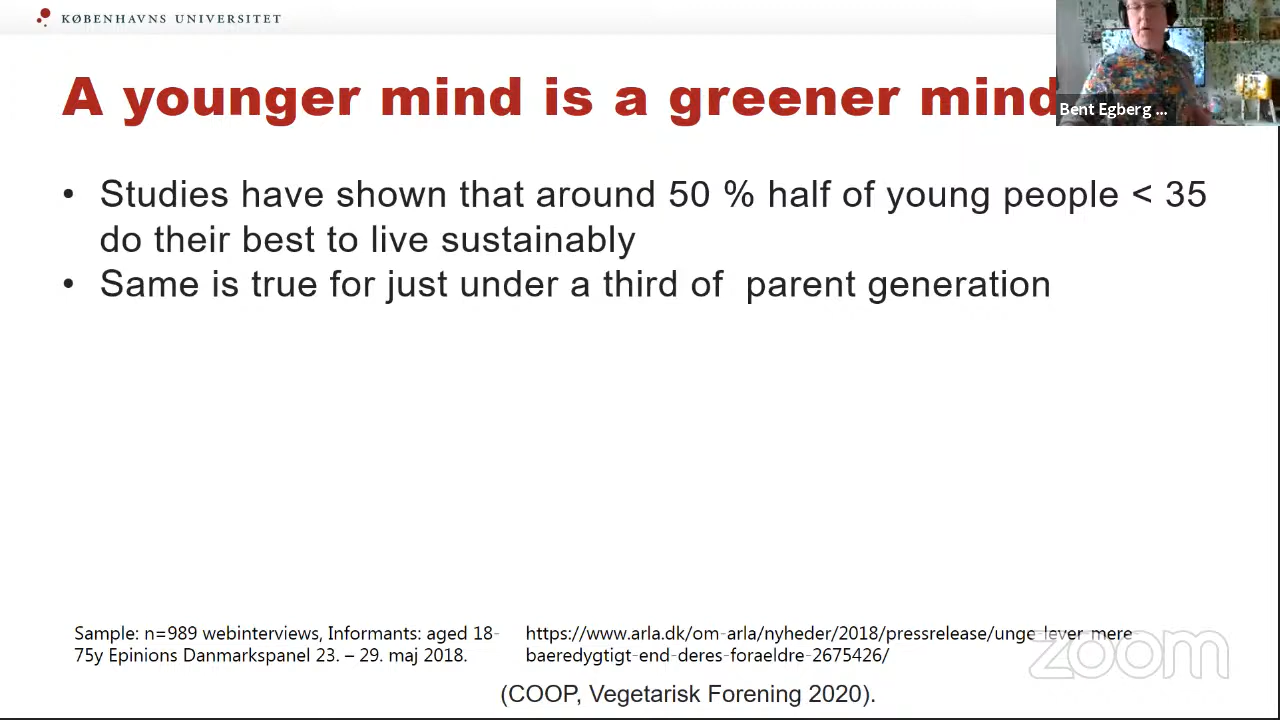 KØBENHAVNS UNIVERSITET
A younger mind is a greener mind
Bent Egberg ...
• Studies have shown that around 50 % half of young people < 35
do their best to live sustainably
• Same is true for just under a third of parent generation
Sample: n=989 webinterviews, Informants: aged 18-
75y Epinions Danmarkspanel 23. – 29. maj 2018.
https://www.arla.dk/om-arla/nyheder/2018/pressrelease/unge-lever-mere-
baeredygtigt-end-deres-foraeldre-2675426/
zoom
(COOP, Vegetarisk Forening 2020).